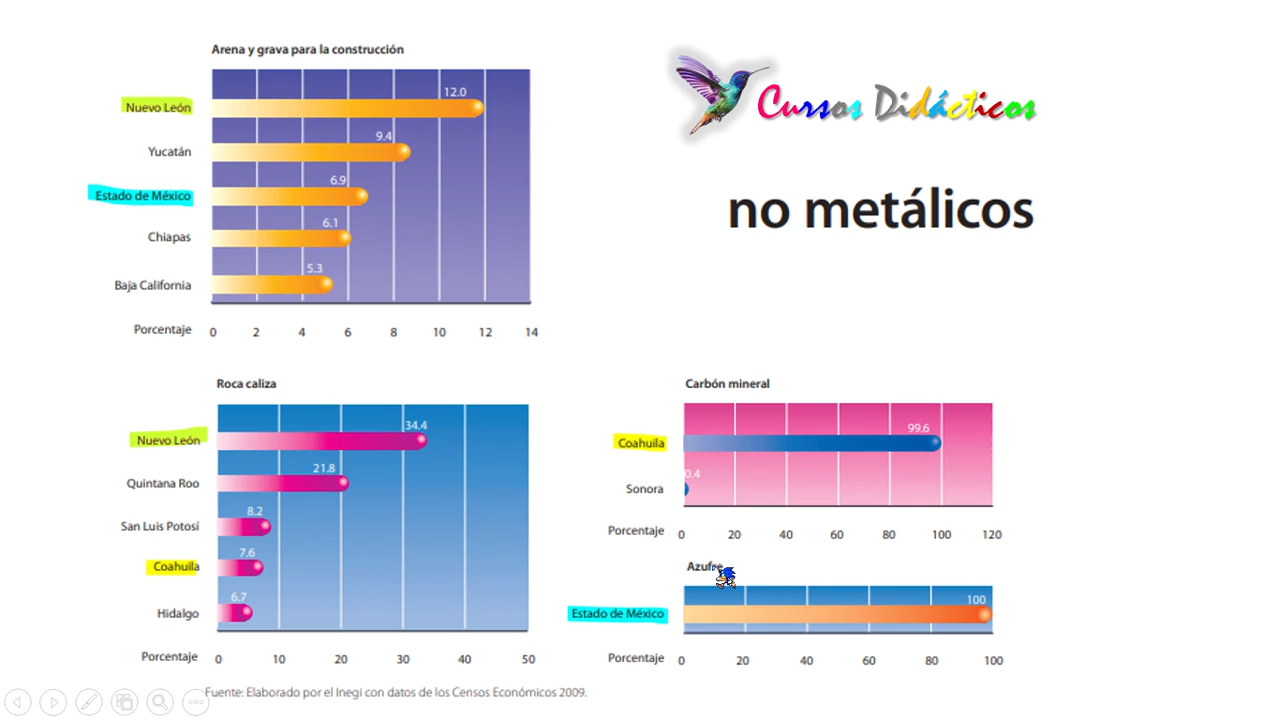 Arena y grava para la construcción
Nuevo León
12.0
Yucatán
9.4
Estado de México
6.9
Chiapas
6.1
Baja California
5.3
Porcentaje 0 2 4 6 8 10 12 14
Cursos Didácticos
no metálicos
Roca caliza
Nuevo León
34.4
Quintana Roo
21.8
San Luis Potosí
8.2
Coahuila
7.6
Hidalgo
6.7
Porcentaje 0 10 20 30 40 50
Carbón mineral
Coahuila
99.6
Sonora
0.4
Porcentaje 0 20 40 60 80 100 120
Azufre
Estado de México
100
Porcentaje 0 20 40 60 80 100
Fuente: Elaborado por el Inegi con datos de los Censos Económicos 2009.